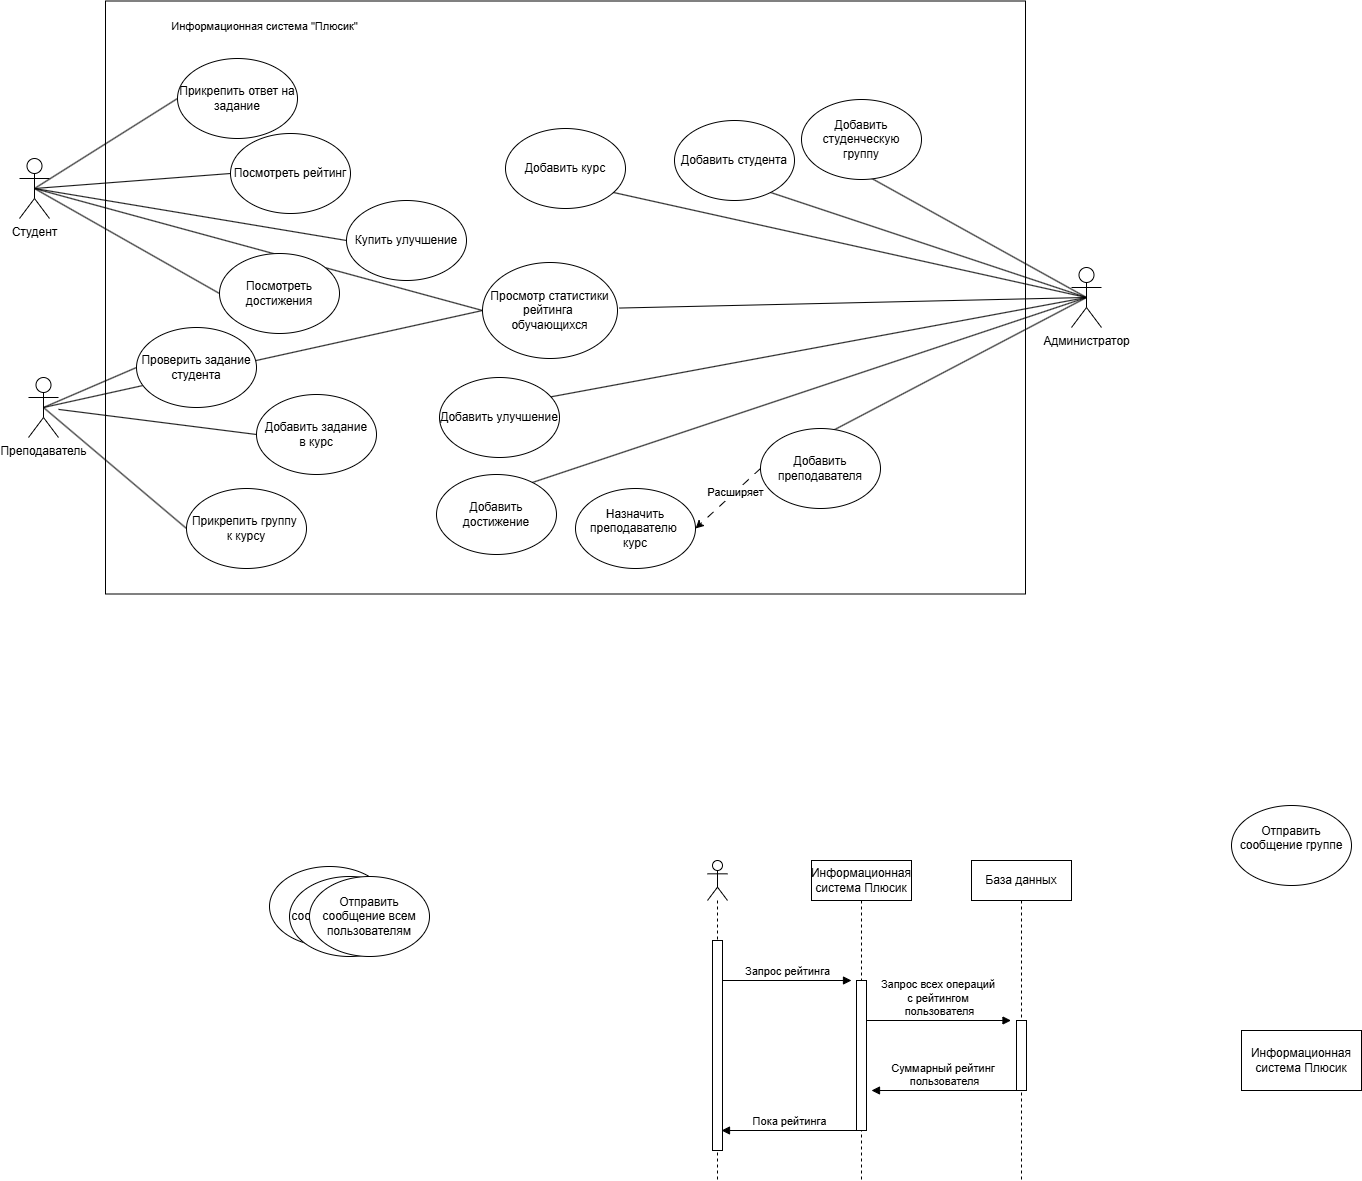 Информационная система "Плюсик"
Прикрепить ответ на
задание
Посмотреть рейтинг
Купить улучшение
Посмотреть
достижения
Студент
Добавить курс
Добавить студента
Добавить
студенческую
группу
Просмотр статистики
рейтинга
обучающихся
Администратор
Проверить задание
студента
Добавить задание
в курс
Преподаватель
Прикрепить группу
к курсу
Добавить улучшение
Добавить
достижение
Добавить
преподавателя
Расширяет
Назначить
преподавателю
курс
Отправить
сообщение группе
Отправить
соо
сообщение всем
пользователям
Информационная
система Плюсик
База данных
Запрос рейтинга
Запрос всех операций
с рейтингом
пользователя
Суммарный рейтинг
пользователя
Пока рейтинга
Информационная
система Плюсик